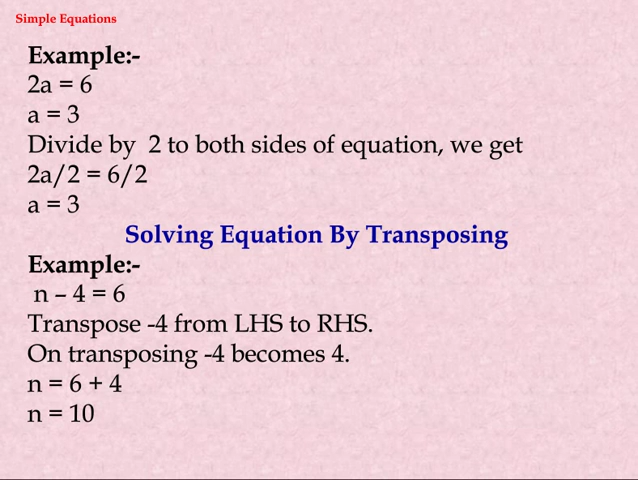 Simple Equations
Example:-
2a = 6
a = 3
Divide by  2 to both sides of equation, we get
2a/2 = 6/2
a = 3
Solving Equation By Transposing
Example:-
n – 4 = 6
Transpose -4 from LHS to RHS.
On transposing -4 becomes 4.
n = 6 + 4
n = 10